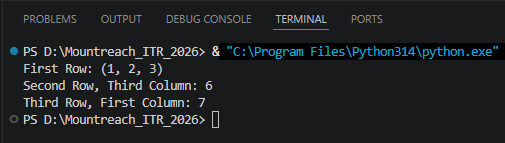 PROBLEMS OUTPUT DEBUG CONSOLE TERMINAL PORTS
PS D:\Mountreach_ITR_2026> & "C:\Program Files\Python314\python.exe"
First Row: (1, 2, 3)
Second Row, Third Column: 6
Third Row, First Column: 7
PS D:\Mountreach_ITR_2026>